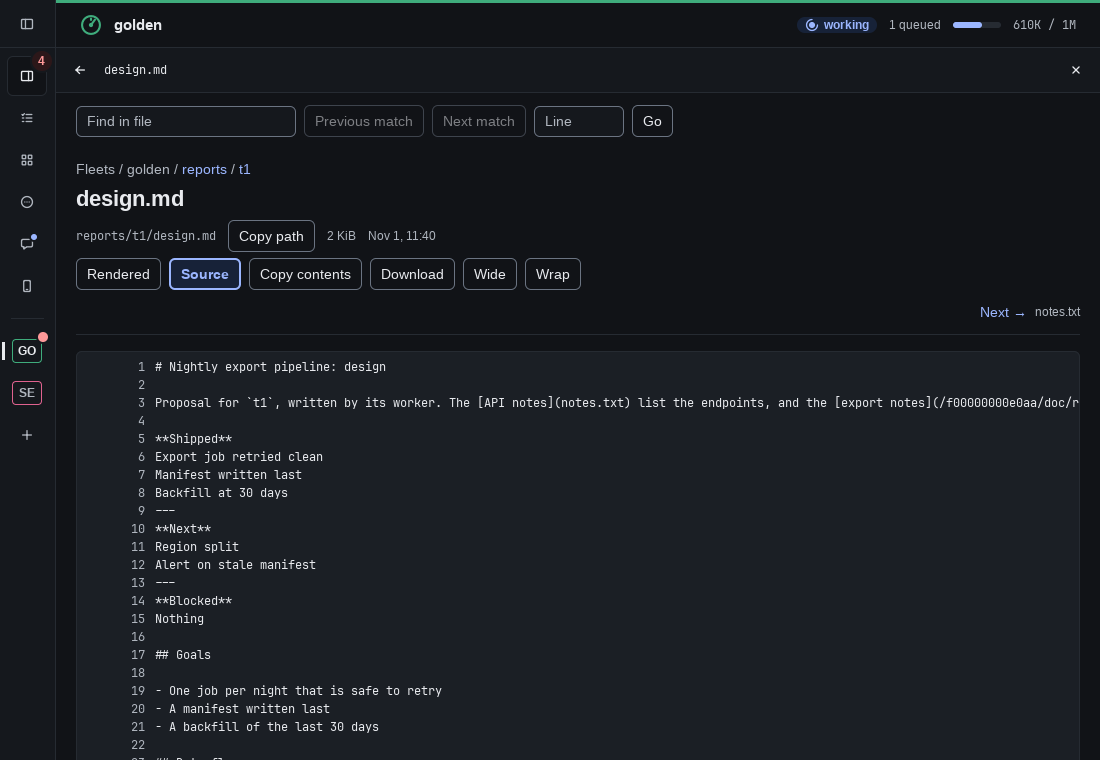 golden
working
1 queued
610K / 1M
4
design.md
Find in file
Previous match
Next match
Line
Go
Fleets / golden / reports / t1
design.md
reports/t1/design.md
Copy path
2 KiB
Nov 1, 11:40
Rendered
Source
Copy contents
Download
Wide
Wrap
Next → notes.txt
GO
SE
1 # Nightly export pipeline: design
2
3 Proposal for `t1`, written by its worker. The [API notes](notes.txt) list the endpoints, and the [export notes](/f00000000e0aa/doc/r
4
5 **Shipped**
6 Export job retried clean
7 Manifest written last
8 Backfill at 30 days
9 ---
10 **Next**
11 Region split
12 Alert on stale manifest
13 ---
14 **Blocked**
15 Nothing
16
17 ## Goals
18
19 - One job per night that is safe to retry
20 - A manifest written last
21 - A backfill of the last 30 days
22